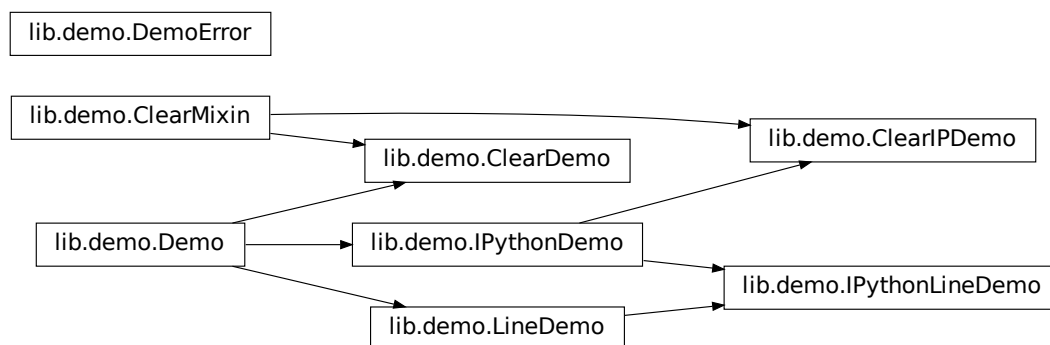 lib.demo.DemoError
lib.demo.ClearMixin
lib.demo.ClearIPDemo
lib.demo.ClearDemo
lib.demo.Demo
lib.demo.IPythonDemo
lib.demo.IPythonLineDemo
lib.demo.LineDemo